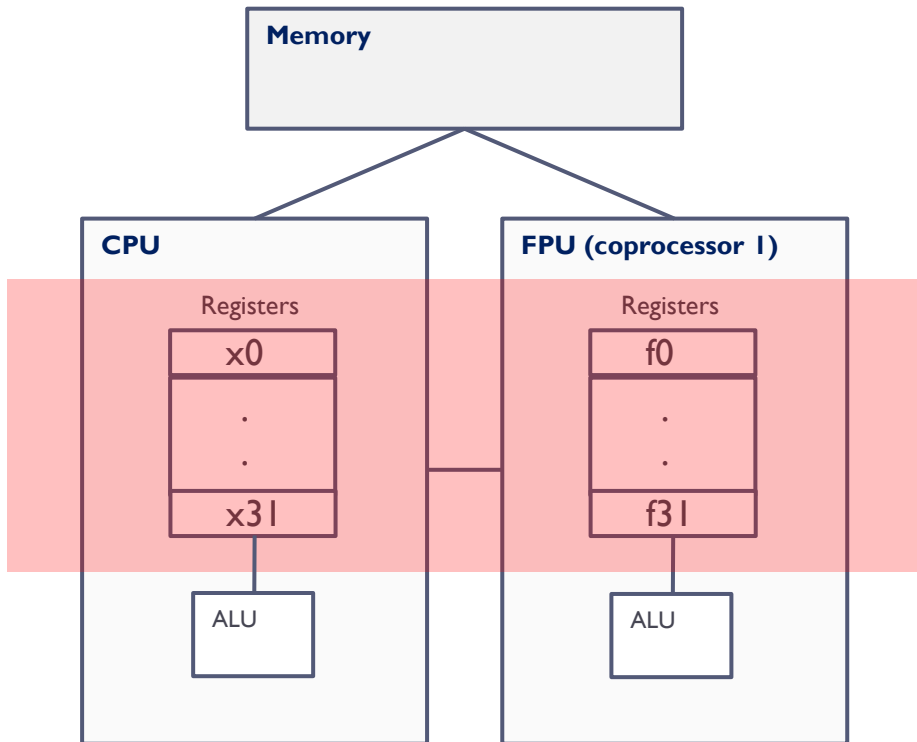 Memory
CPU
Registers
x0
.
.
x31
ALU
FPU (coprocessor 1)
Registers
f0
.
.
f31
ALU